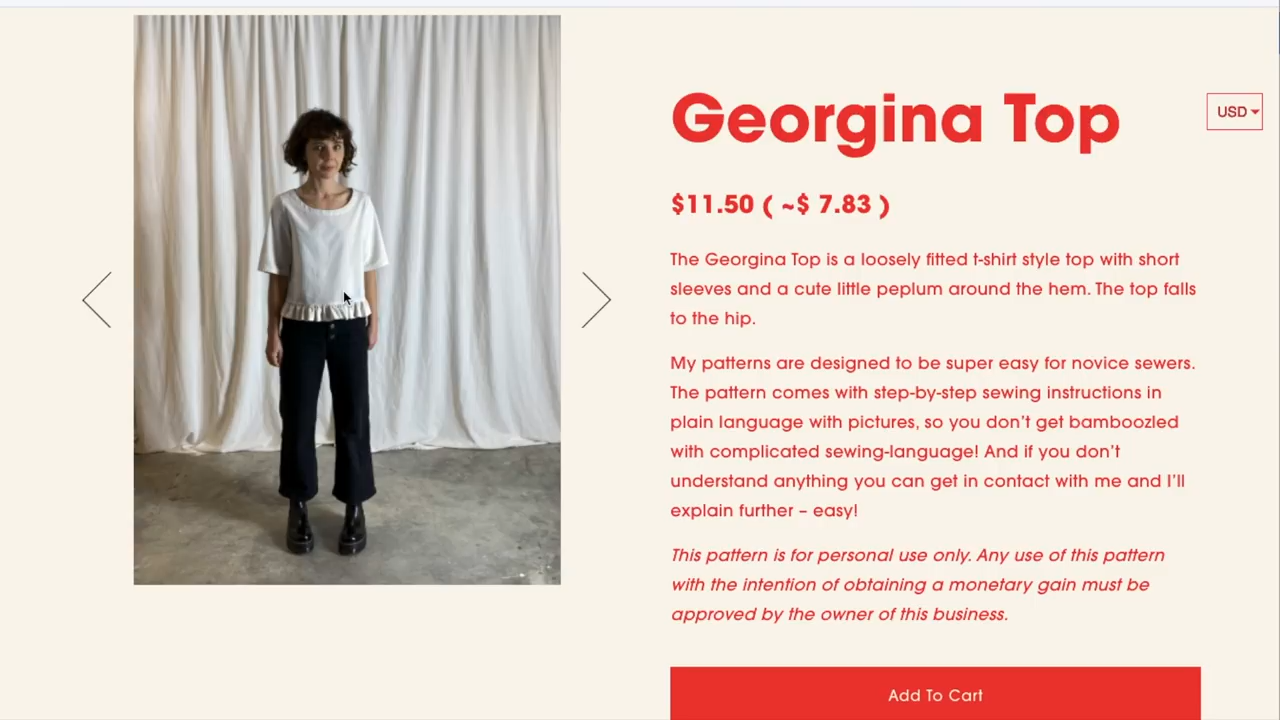 Georgina Top
USD
$11.50 ( ~$ 7.83 )
The Georgina Top is a loosely fitted t-shirt style top with short
sleeves and a cute little peplum around the hem. The top falls
to the hip.
My patterns are designed to be super easy for novice sewers.
The pattern comes with step-by-step sewing instructions in
plain language with pictures, so you don’t get bamboozled
with complicated sewing-language! And if you don’t
understand anything you can get in contact with me and I’ll
explain further – easy!
This pattern is for personal use only. Any use of this pattern
with the intention of obtaining a monetary gain must be
approved by the owner of this business.
Add To Cart